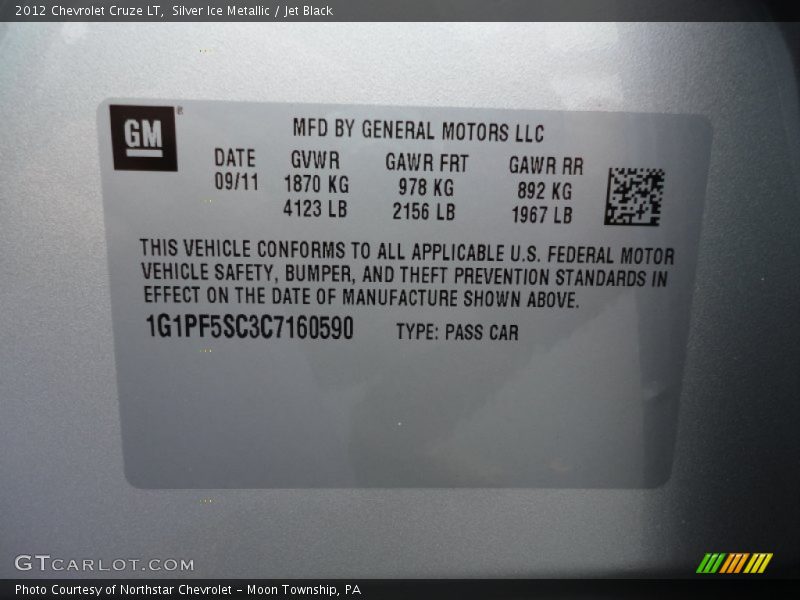 2012 Chevrolet Cruze LT, Silver Ice Metallic / Jet Black
GM
MFD BY GENERAL MOTORS LLC
DATE GVWR GAWR FRT GAWR RR
09/11 1870 KG 978 KG 892 KG
4123 LB 2156 LB 1967 LB
THIS VEHICLE CONFORMS TO ALL APPLICABLE U.S. FEDERAL MOTOR
VEHICLE SAFETY, BUMPER, AND THEFT PREVENTION STANDARDS IN
EFFECT ON THE DATE OF MANUFACTURE SHOWN ABOVE.
1G1PF5SC3C7160590 TYPE: PASS CAR
GTCARLOT.COM
Photo Courtesy of Northstar Chevrolet - Moon Township, PA